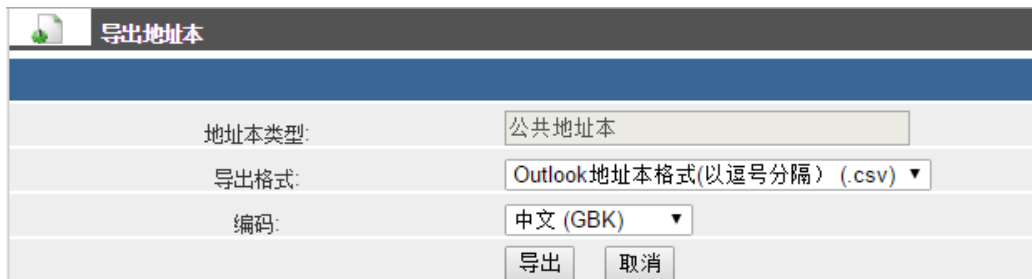 导出地址本
地址本类型: 公共地址本
导出格式: Outlook地址本格式(以逗号分隔） (.csv)
编码: 中文 (GBK)
导出 取消